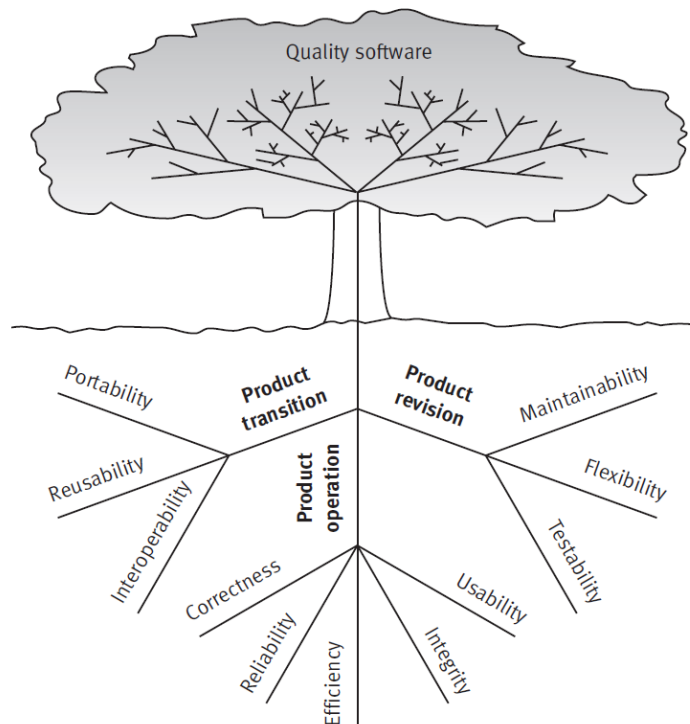 Quality software
Portability
Product
transition
Product
revision
Maintainability
Reusability
Interoperability
Product
operation
Flexibility
Testability
Correctness
Reliability
Efficiency
Integrity
Usability